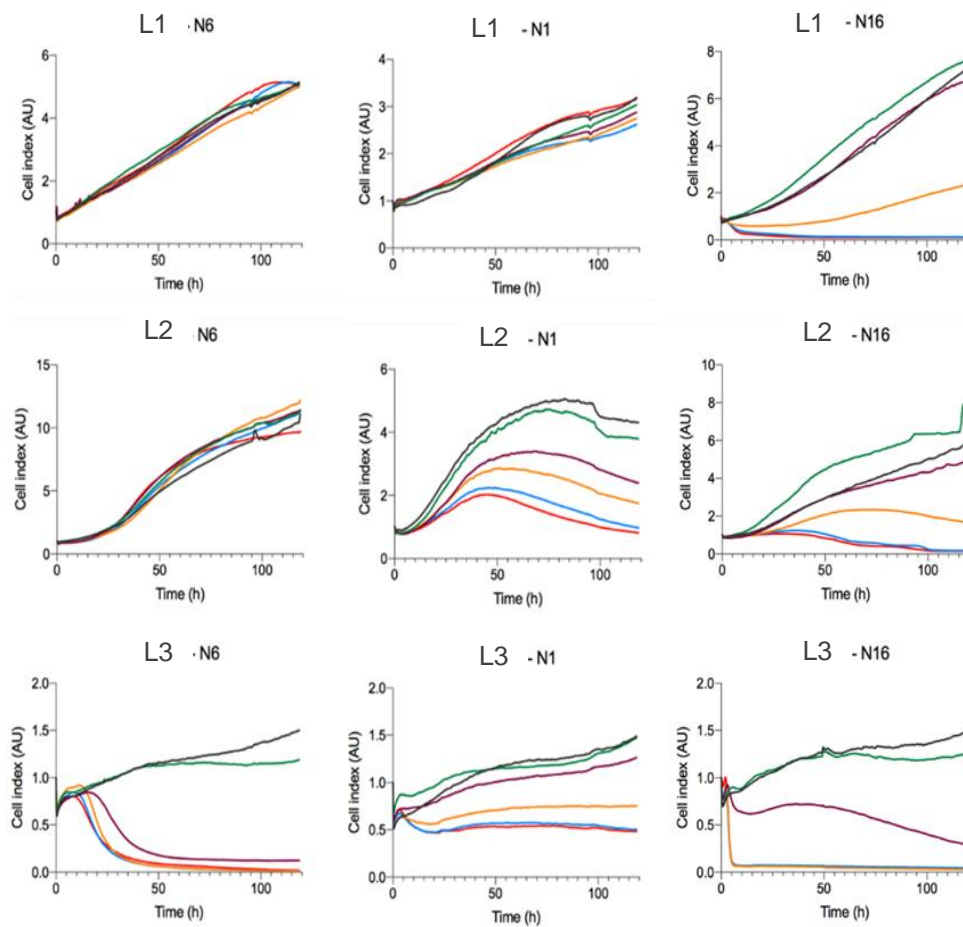 L1 - N6
L1 - N1
L1 - N16
Cell index (AU)
6
4
2
0
0 50 100
Time (h)
Cell index (AU)
4
3
2
1
0
0 50 100
Time (h)
Cell index (AU)
8
6
4
2
0
0 50 100
Time (h)
L2 - N6
L2 - N1
L2 - N16
Cell index (AU)
15
10
5
0
0 50 100
Time (h)
Cell index (AU)
6
4
2
0
0 50 100
Time (h)
Cell index (AU)
10
8
6
4
2
0
0 50 100
Time (h)
L3 - N6
L3 - N1
L3 - N16
Cell index (AU)
2.0
1.5
1.0
0.5
0.0
0 50 100
Time (h)
Cell index (AU)
2.0
1.5
1.0
0.5
0.0
0 50 100
Time (h)
Cell index (AU)
2.0
1.5
1.0
0.5
0.0
0 50 100
Time (h)